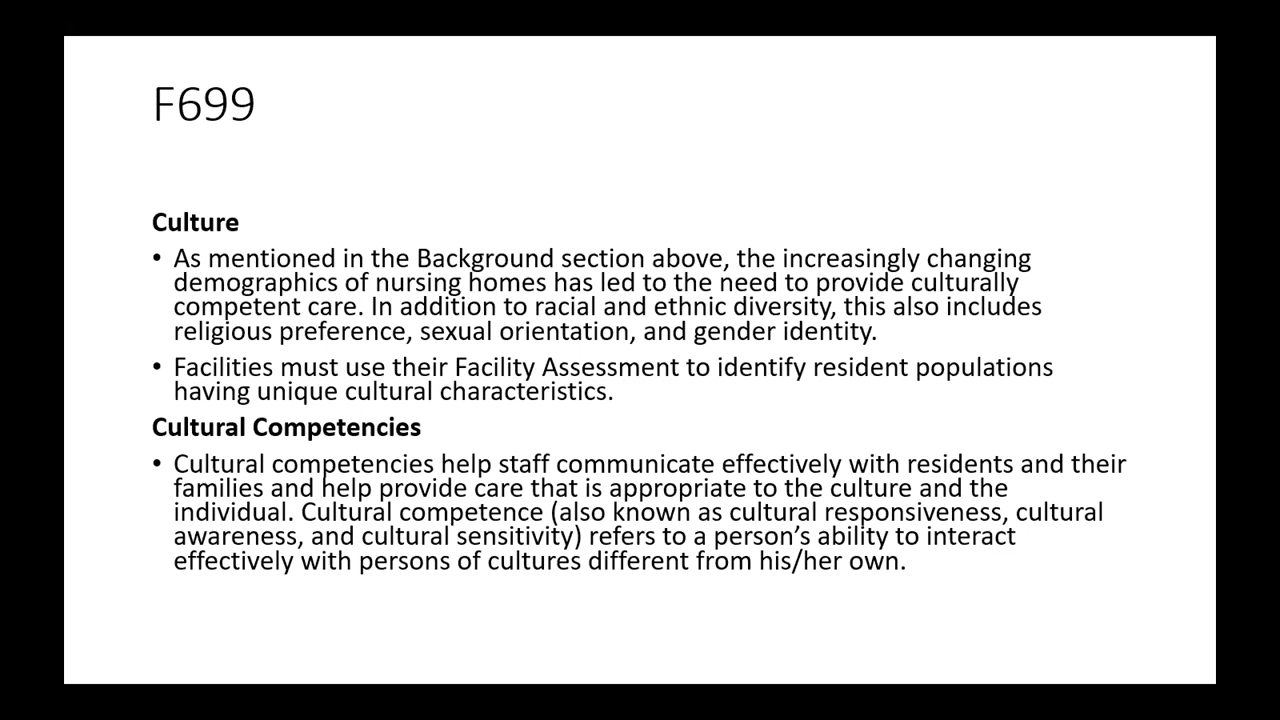 F699
Culture
• As mentioned in the Background section above, the increasingly changing
demographics of nursing homes has led to the need to provide culturally
competent care. In addition to racial and ethnic diversity, this also includes
religious preference, sexual orientation, and gender identity.
• Facilities must use their Facility Assessment to identify resident populations
having unique cultural characteristics.
Cultural Competencies
• Cultural competencies help staff communicate effectively with residents and their
families and help provide care that is appropriate to the culture and the
individual. Cultural competence (also known as cultural responsiveness, cultural
awareness, and cultural sensitivity) refers to a person’s ability to interact
effectively with persons of cultures different from his/her own.